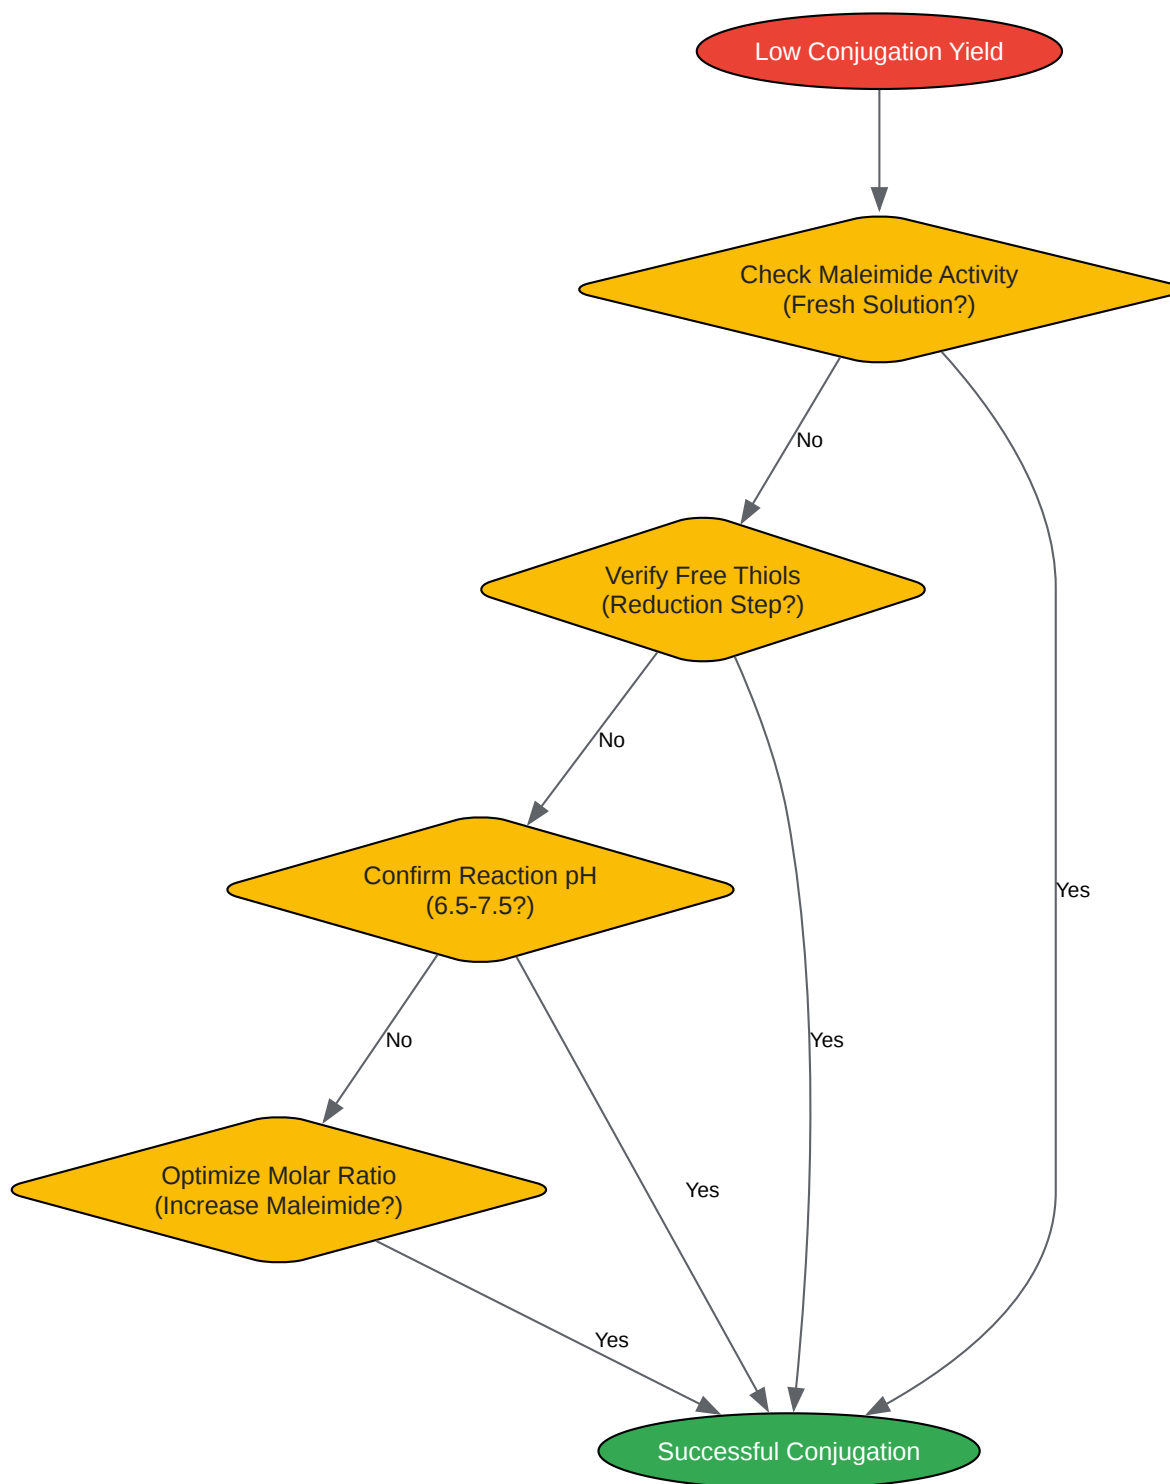 Low Conjugation Yield
Check Maleimide Activity
(Fresh Solution?)
No
Verify Free Thiols
(Reduction Step?)
No
Confirm Reaction pH
(6.5-7.5?)
Yes
No
Yes
Optimize Molar Ratio
(Increase Maleimide?)
Yes
Yes
Successful Conjugation